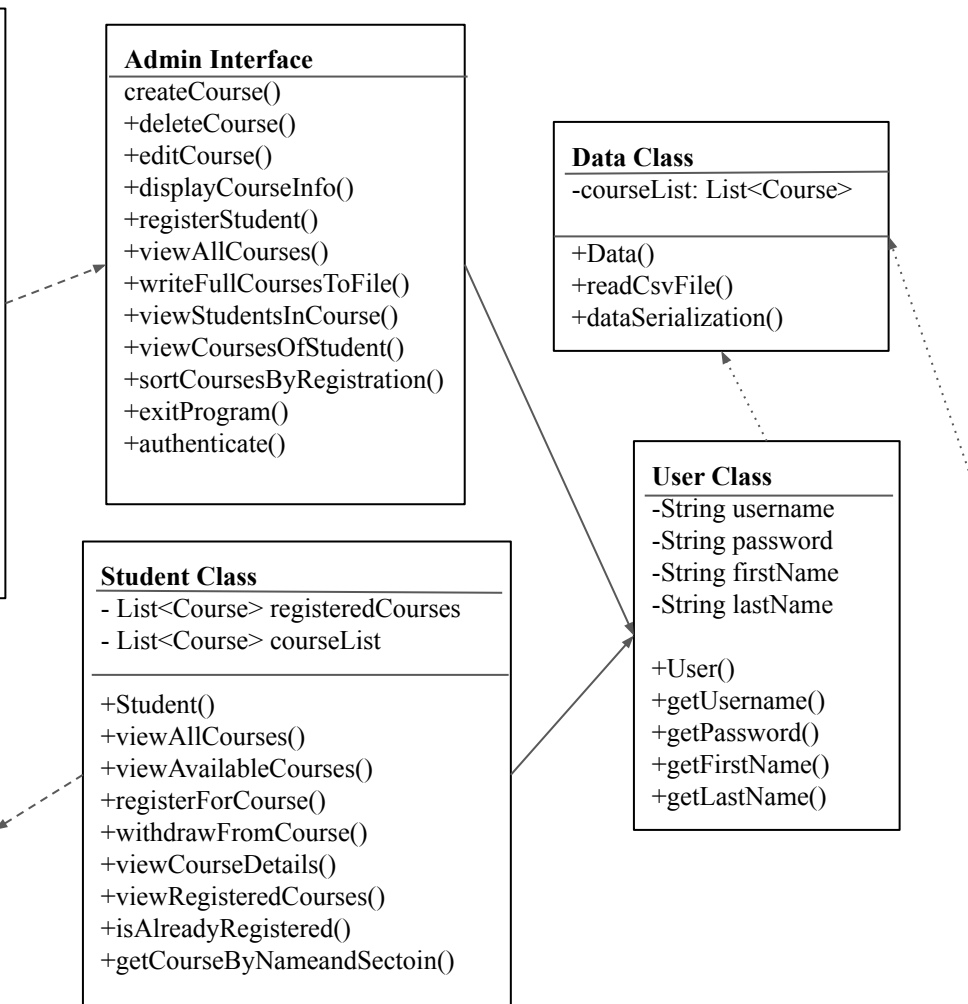 Admin Interface
createCourse()
+deleteCourse()
+editCourse()
+displayCourseInfo()
+registerStudent()
+viewAllCourses()
+writeFullCoursesToFile()
+viewStudentsInCourse()
+viewCoursesOfStudent()
+sortCoursesByRegistration()
+exitProgram()
+authenticate()
Data Class
-courseList: List<Course>
+Data()
+readCsvFile()
+dataSerialization()
Student Class
- List<Course> registeredCourses
- List<Course> courseList
+Student()
+viewAllCourses()
+viewAvailableCourses()
+registerForCourse()
+withdrawFromCourse()
+viewCourseDetails()
+viewRegisteredCourses()
+isAlreadyRegistered()
+getCourseByNameandSectoin()
User Class
-String username
-String password
-String firstName
-String lastName
+User()
+getUsername()
+getPassword()
+getFirstName()
+getLastName()